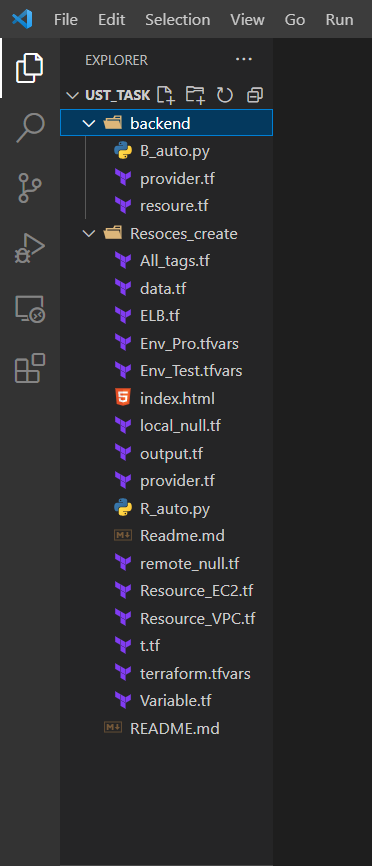 File Edit Selection View Go Run
EXPLORER ...
UST_TASK
backend
B_auto.py
provider.tf
resoure.tf
Resoces_create
All_tags.tf
data.tf
ELB.tf
Env_Pro.tfvars
Env_Test.tfvars
index.html
local_null.tf
output.tf
provider.tf
R_auto.py
Readme.md
remote_null.tf
Resource_EC2.tf
Resource_VPC.tf
t.tf
terraform.tfvars
Variable.tf
README.md